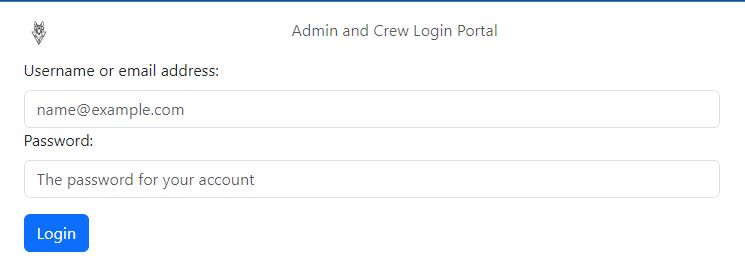 Admin and Crew Login Portal
Username or email address:
name@example.com
Password:
The password for your account
Login